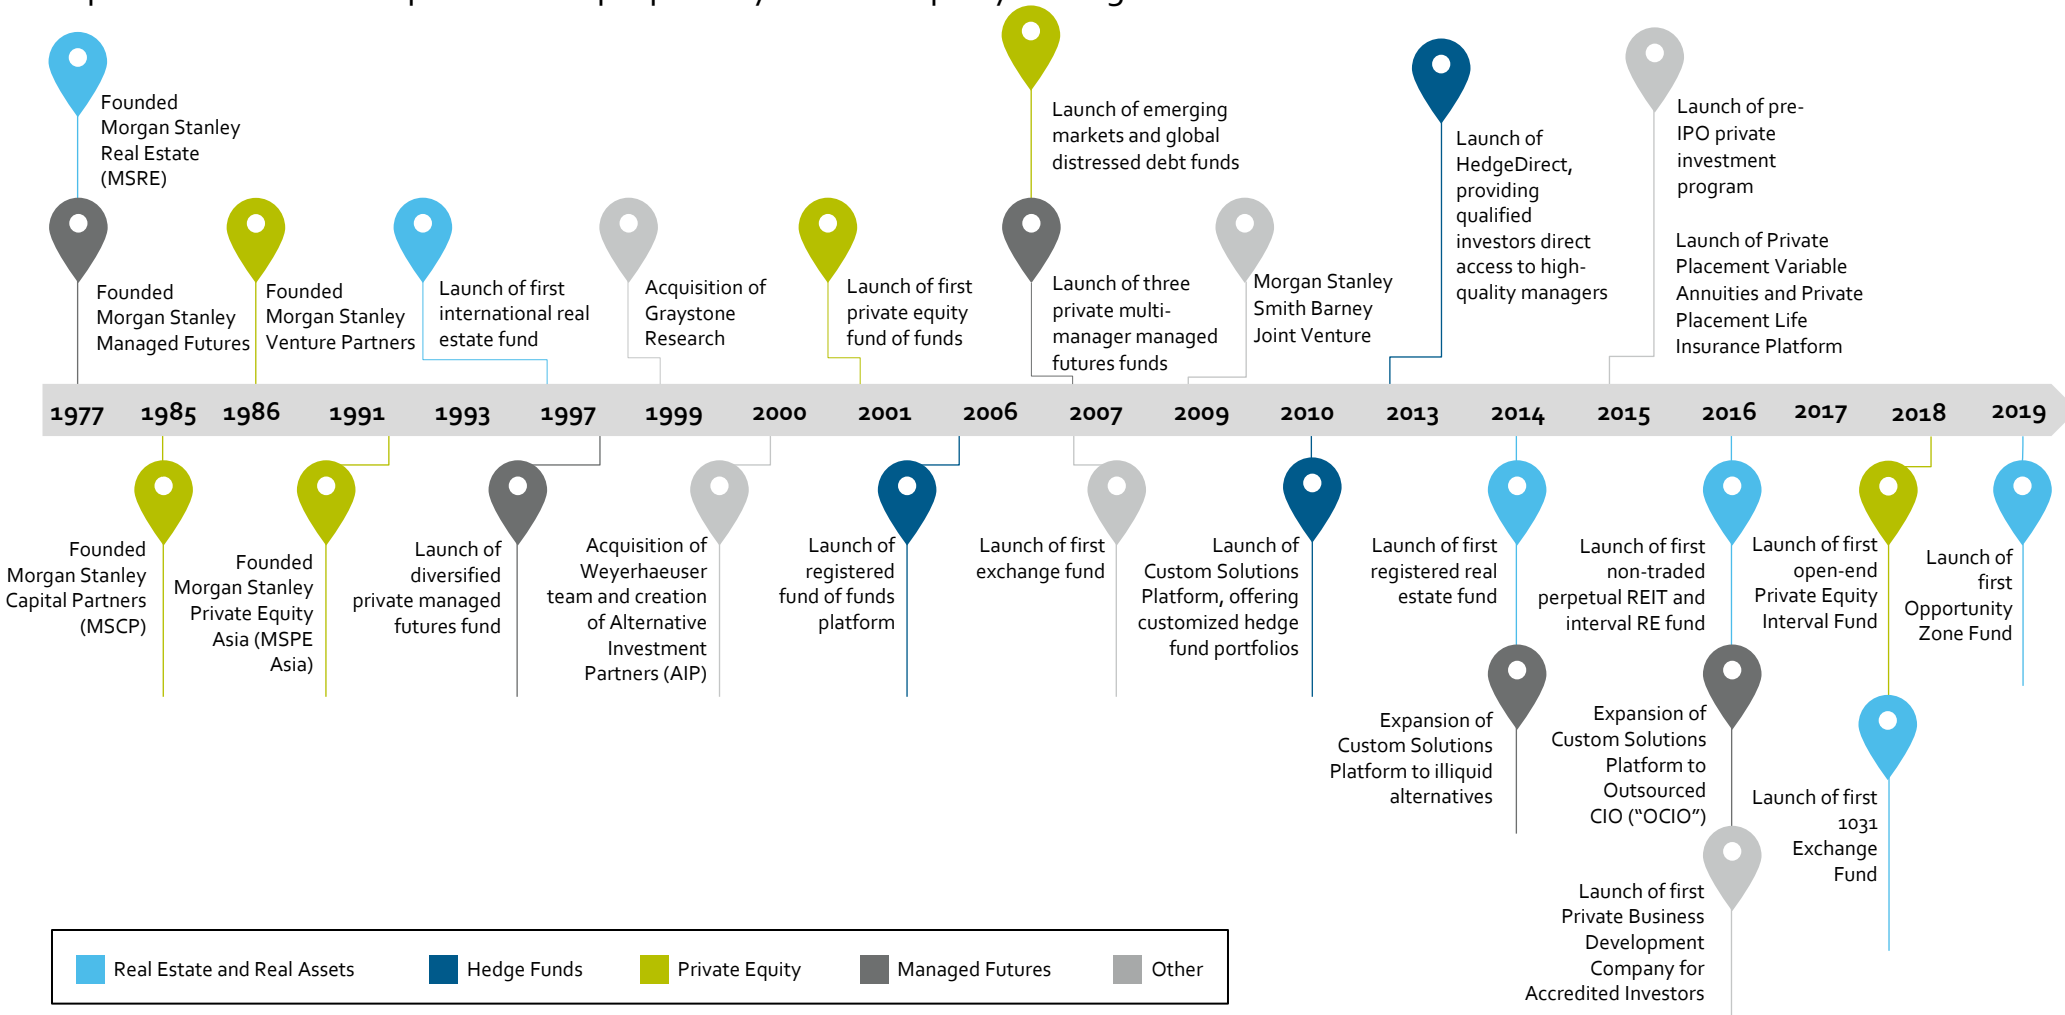 Founded
Morgan Stanley
Real Estate
(MSRE)
Launch of emerging
markets and global
distressed debt funds
Launch of
HedgeDirect,
providing
qualified
investors direct
access to high-
quality managers
Launch of pre-
IPO private
investment
program
Launch of Private
Placement Variable
Annuities and Private
Placement Life
Insurance Platform
Founded
Morgan Stanley
Managed Futures
Founded
Morgan Stanley
Venture Partners
Launch of first
international real
estate fund
Acquisition of
Graystone
Research
Launch of first
private equity
fund of funds
Launch of three
private multi-
manager managed
futures funds
Morgan Stanley
Smith Barney
Joint Venture
1977 1985 1986 1991 1993 1997 1999 2000 2001 2006 2007 2009 2010 2013 2014 2015 2016 2017 2018 2019
Founded
Morgan Stanley
Capital Partners
(MSCP)
Founded
Morgan Stanley
Private Equity
Asia (MSPE
Asia)
Launch of
diversified
private managed
futures fund
Acquisition of
Weyerhaeuser
team and creation
of Alternative
Investment
Partners (AIP)
Launch of
registered
fund of funds
platform
Launch of first
exchange fund
Launch of
Custom Solutions
Platform, offering
customized hedge
fund portfolios
Launch of first
registered real
estate fund
Launch of first
non-traded
perpetual REIT and
interval RE fund
Launch of first
open-end
Private Equity
Interval Fund
Launch of
first
Opportunity
Zone Fund
Expansion of
Custom Solutions
Platform to illiquid
alternatives
Expansion of
Custom Solutions
Platform to
Outsourced
CIO (“OCIO”)
Launch of first
1031
Exchange
Fund
Launch of first
Private Business
Development
Company for
Accredited Investors
Real Estate and Real Assets
Hedge Funds
Private Equity
Managed Futures
Other